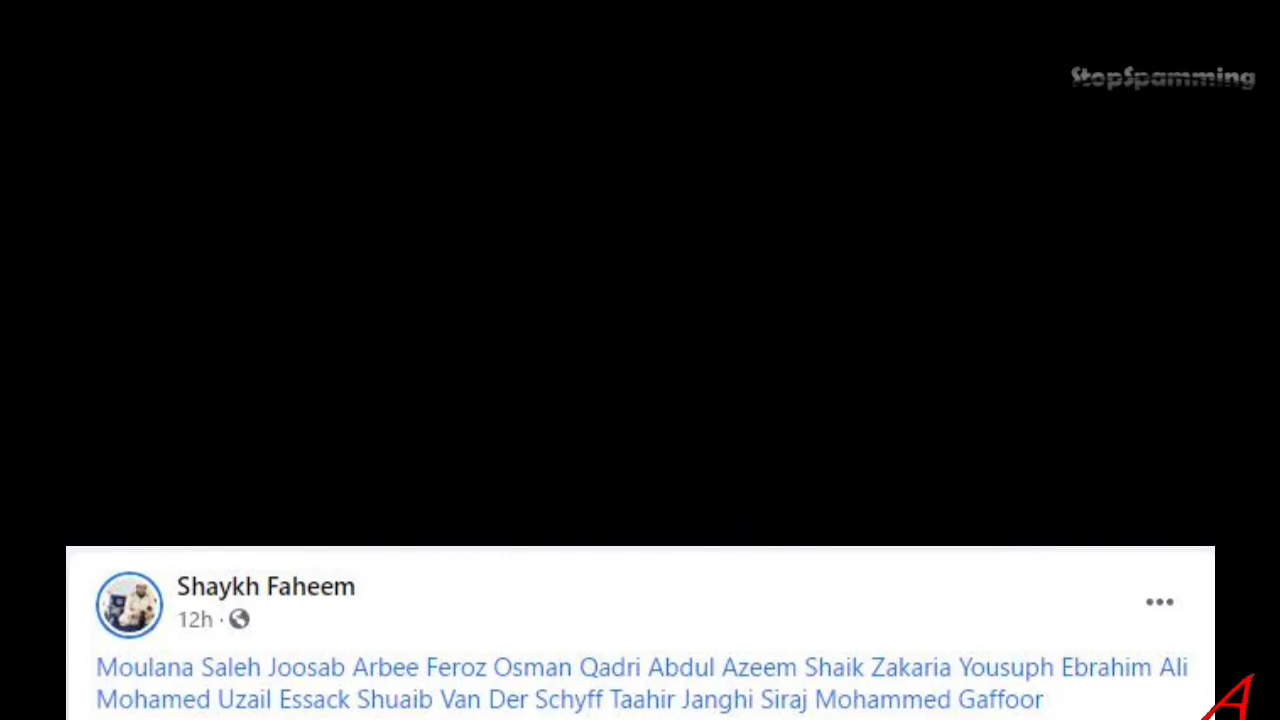 StopSpamming
Shaykh Faheem
12h ·
Moulana Saleh Joosab Arbee Feroz Osman Qadri Abdul Azeem Shaik Zakaria Yousuph Ebrahim Ali
Mohamed Uzail Essack Shuaib Van Der Schyff Taahir Janghi Siraj Mohammed Gaffoor
A